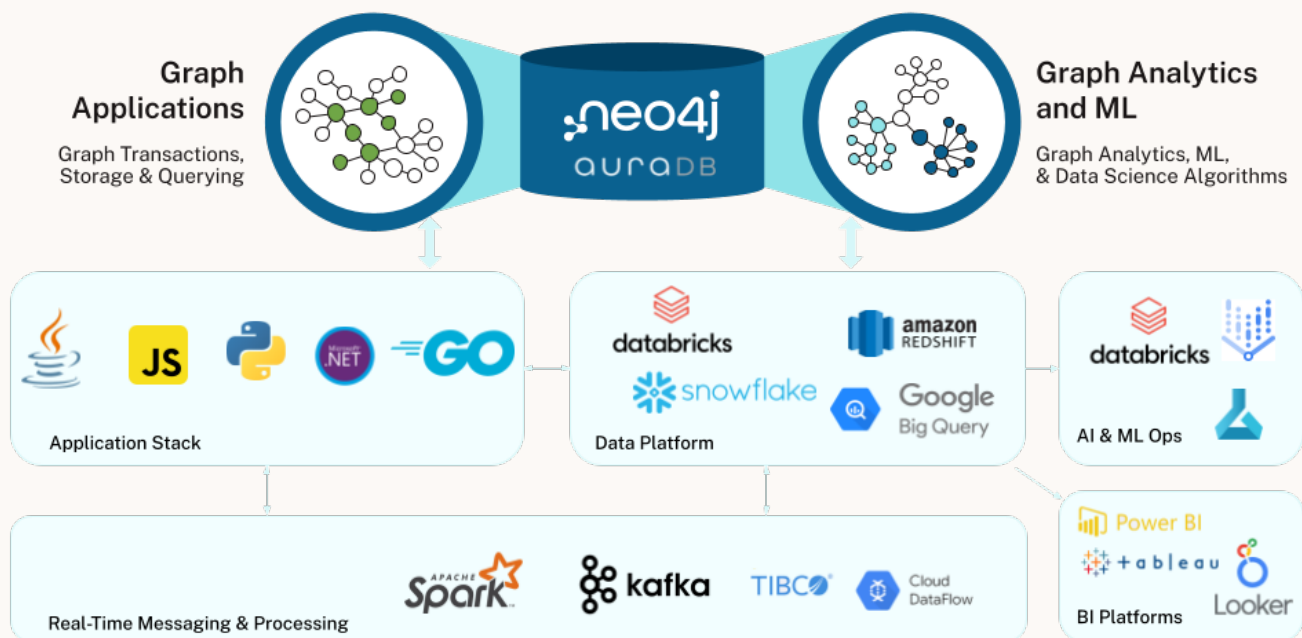 Graph
Applications
Graph Transactions,
Storage & Querying
neo4j
auraDB
Graph Analytics
and ML
Graph Analytics, ML,
& Data Science Algorithms
JS
Microsoft
.NET
GO
Application Stack
databricks
amazon
REDSHIFT
snowflake
Google
Big Query
Data Platform
databricks
AI & ML Ops
APACHE
Spark
kafka
TIBCO
Cloud
DataFlow
Real-Time Messaging & Processing
Power BI
+ableau
Looker
BI Platforms